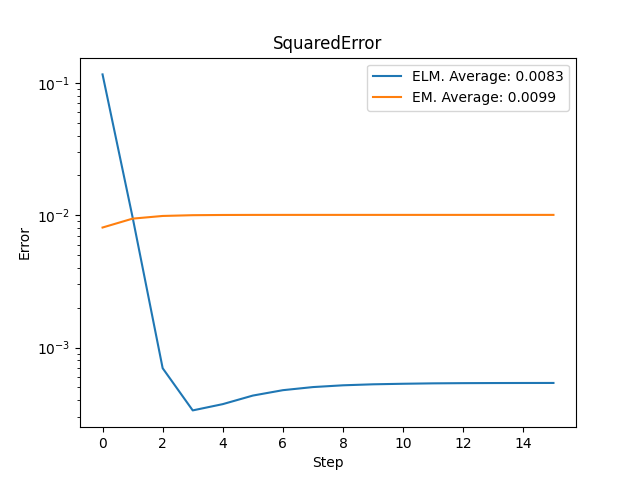 SquaredError
ELM. Average: 0.0083
EM. Average: 0.0099
10⁻¹
10⁻²
10⁻³
Error
0 2 4 6 8 10 12 14
Step